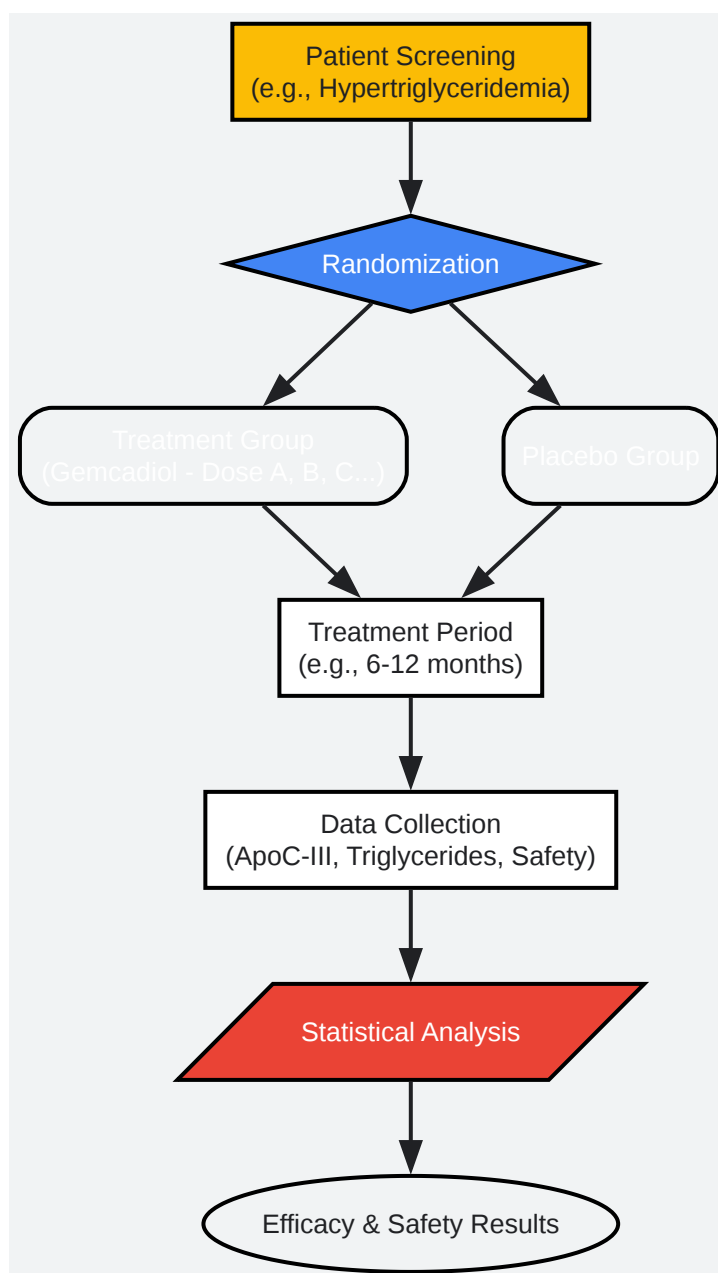 Patient Screening
(e.g., Hypertriglyceridemia)
Randomization
Treatment Group
(Gemcadiol - Dose A, B, C...)
Placebo Group
Treatment Period
(e.g., 6-12 months)
Data Collection
(ApoC-III, Triglycerides, Safety)
Statistical Analysis
Efficacy & Safety Results